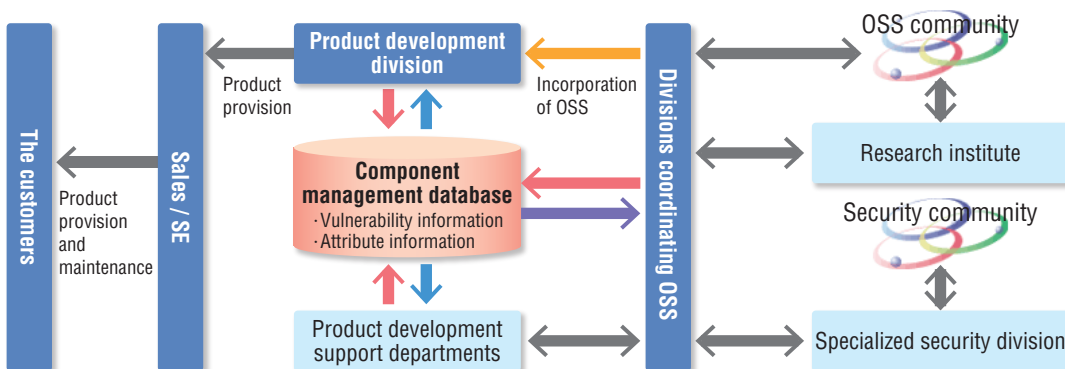 The customers
Product
provision
and
maintenance
Sales / SE
Product
provision
Product development
division
Incorporation
of OSS
Component
management database
· Vulnerability information
· Attribute information
Product development
support departments
Divisions coordinating OSS
OSS community
Research institute
Security community
Specialized security division